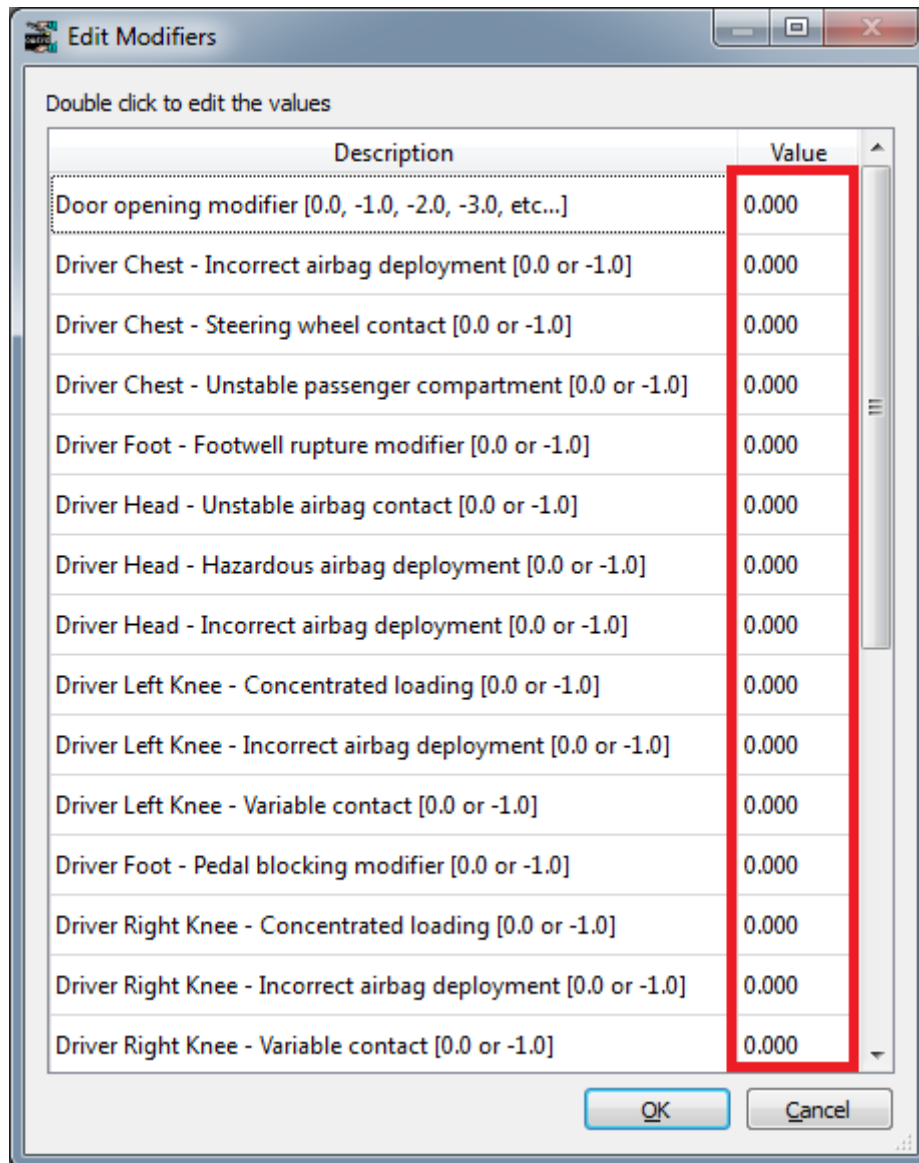 Edit Modifiers
Double click to edit the values
Description Value
Door opening modifier [0.0, -1.0, -2.0, -3.0, etc...] 0.000
Driver Chest - Incorrect airbag deployment [0.0 or -1.0] 0.000
Driver Chest - Steering wheel contact [0.0 or -1.0] 0.000
Driver Chest - Unstable passenger compartment [0.0 or -1.0] 0.000
Driver Foot - Footwell rupture modifier [0.0 or -1.0] 0.000
Driver Head - Unstable airbag contact [0.0 or -1.0] 0.000
Driver Head - Hazardous airbag deployment [0.0 or -1.0] 0.000
Driver Head - Incorrect airbag deployment [0.0 or -1.0] 0.000
Driver Left Knee - Concentrated loading [0.0 or -1.0] 0.000
Driver Left Knee - Incorrect airbag deployment [0.0 or -1.0] 0.000
Driver Left Knee - Variable contact [0.0 or -1.0] 0.000
Driver Foot - Pedal blocking modifier [0.0 or -1.0] 0.000
Driver Right Knee - Concentrated loading [0.0 or -1.0] 0.000
Driver Right Knee - Incorrect airbag deployment [0.0 or -1.0] 0.000
Driver Right Knee - Variable contact [0.0 or -1.0] 0.000
OK Cancel